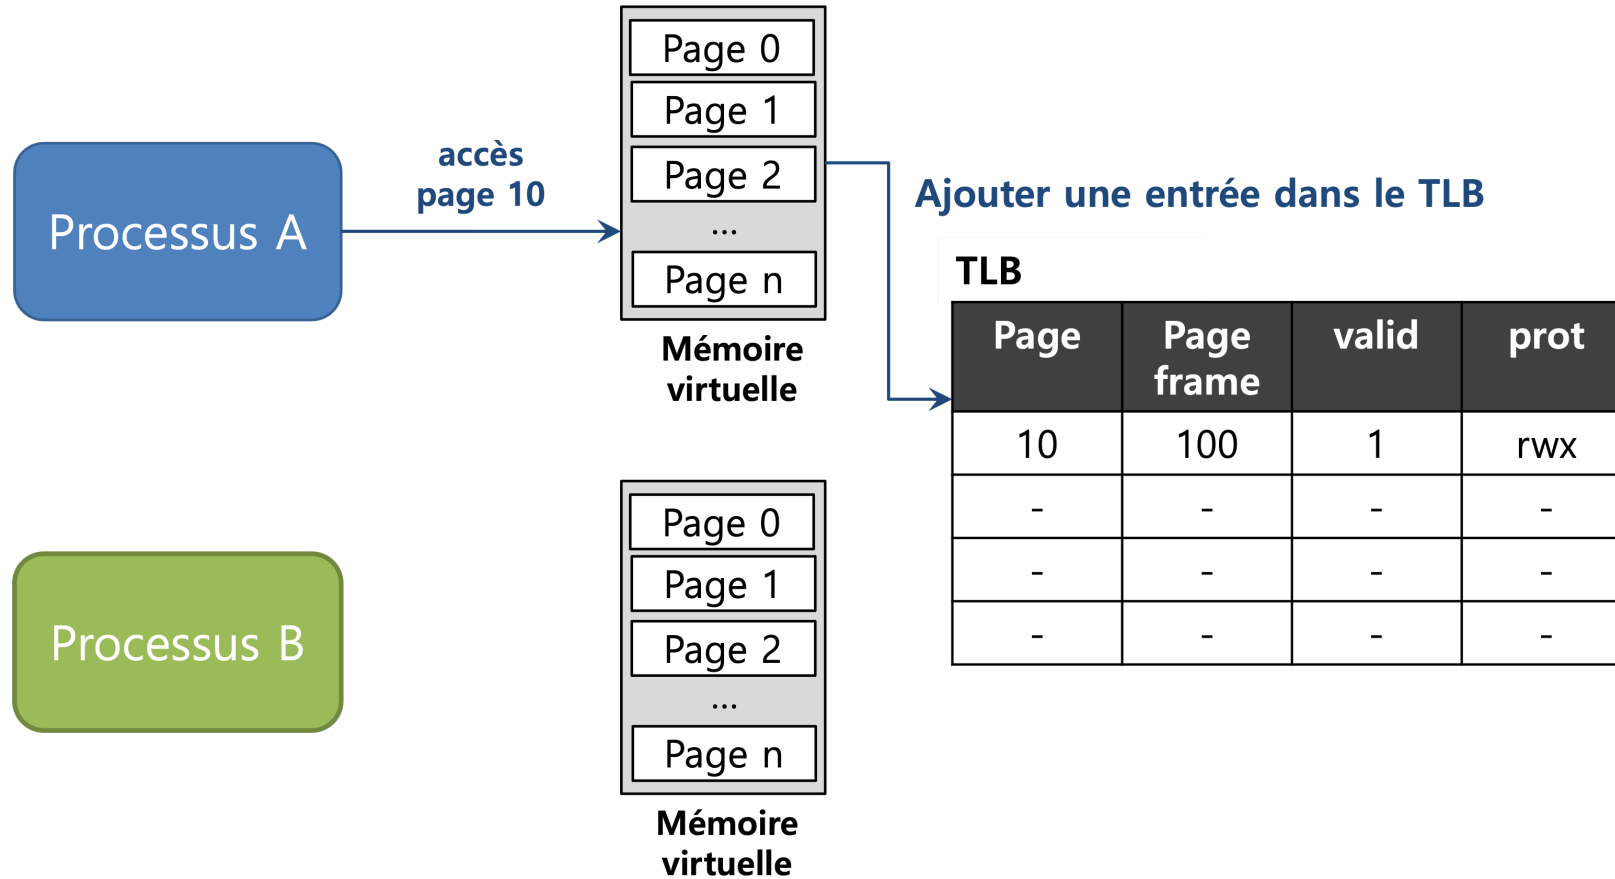 Processus A
accès
page 10
Page 0
Page 1
Page 2
...
Page n
Mémoire
virtuelle
Ajouter une entrée dans le TLB
TLB
Page Page frame valid prot
10 100 1 rwx
- - - -
- - - -
- - - -
Processus B
Page 0
Page 1
Page 2
...
Page n
Mémoire
virtuelle